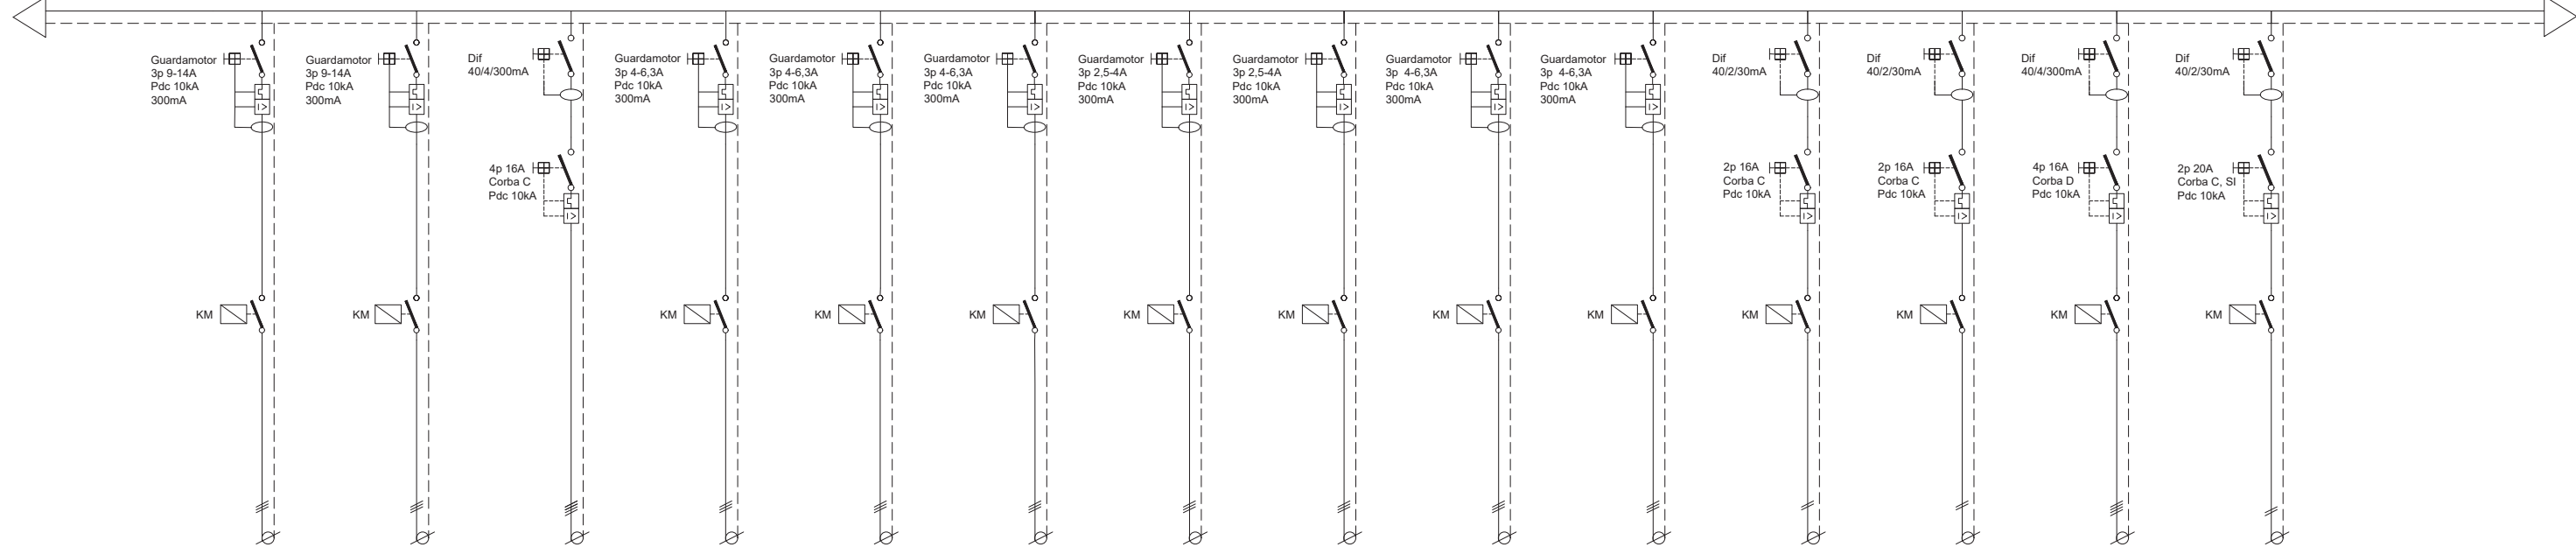 Guardamotor
3p 9-14A
Pdc 10kA
300mA
Guardamotor
3p 9-14A
Pdc 10kA
300mA
Dif
40/4/300mA
Guardamotor
3p 4-6,3A
Pdc 10kA
300mA
Guardamotor
3p 4-6,3A
Pdc 10kA
300mA
Guardamotor
3p 4-6,3A
Pdc 10kA
300mA
Guardamotor
3p 2,5-4A
Pdc 10kA
300mA
Guardamotor
3p 2,5-4A
Pdc 10kA
300mA
Guardamotor
3p 4-6,3A
Pdc 10kA
300mA
Guardamotor
3p 4-6,3A
Pdc 10kA
300mA
Dif
40/2/30mA
Dif
40/2/30mA
Dif
40/4/300mA
Dif
40/2/30mA
4p 16A
Corba C
Pdc 10kA
2p 16A
Corba C
Pdc 10kA
2p 16A
Corba C
Pdc 10kA
4p 16A
Corba D
Pdc 10kA
2p 20A
Corba C, SI
Pdc 10kA
KM
KM
KM
KM
KM
KM
KM
KM
KM
KM
KM
KM
KM